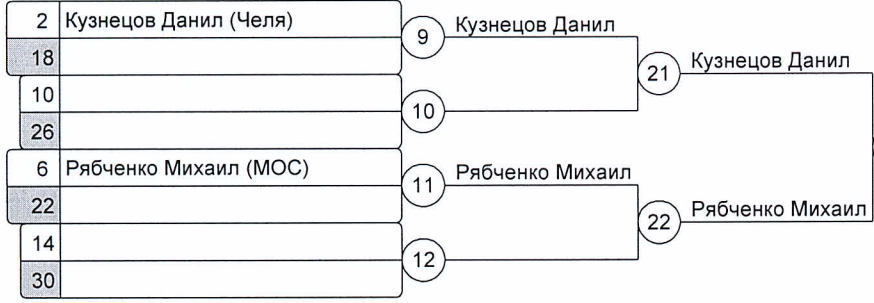 2 Кузнецов Данил (Челя)
9 Кузнецов Данил
18
21 Кузнецов Данил
10
10
26
6 Рябченко Михаил (МОС)
11 Рябченко Михаил
22
22 Рябченко Михаил
14
12
30